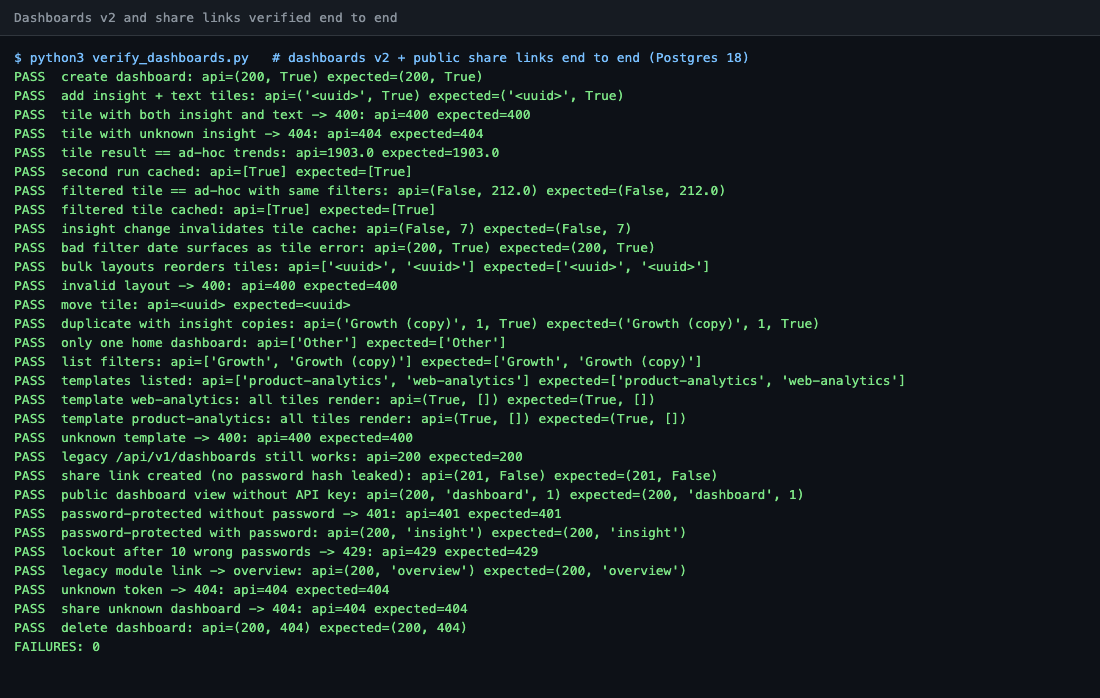 Dashboards v2 and share links verified end to end
$ python3 verify_dashboards.py   # dashboards v2 + public share links end to end (Postgres 18)
PASS  create dashboard: api=(200, True) expected=(200, True)
PASS  add insight + text tiles: api=('<uuid>', True) expected=('<uuid>', True)
PASS  tile with both insight and text -> 400: api=400 expected=400
PASS  tile with unknown insight -> 404: api=404 expected=404
PASS  tile result == ad-hoc trends: api=1903.0 expected=1903.0
PASS  second run cached: api=[True] expected=[True]
PASS  filtered tile == ad-hoc with same filters: api=(False, 212.0) expected=(False, 212.0)
PASS  filtered tile cached: api=[True] expected=[True]
PASS  insight change invalidates tile cache: api=(False, 7) expected=(False, 7)
PASS  bad filter date surfaces as tile error: api=(200, True) expected=(200, True)
PASS  bulk layouts reorders tiles: api=['<uuid>', '<uuid>'] expected=['<uuid>', '<uuid>']
PASS  invalid layout -> 400: api=400 expected=400
PASS  move tile: api=<uuid> expected=<uuid>
PASS  duplicate with insight copies: api=('Growth (copy)', 1, True) expected=('Growth (copy)', 1, True)
PASS  only one home dashboard: api=['Other'] expected=['Other']
PASS  list filters: api=['Growth', 'Growth (copy)'] expected=['Growth', 'Growth (copy)']
PASS  templates listed: api=['product-analytics', 'web-analytics'] expected=['product-analytics', 'web-analytics']
PASS  template web-analytics: all tiles render: api=(True, []) expected=(True, [])
PASS  template product-analytics: all tiles render: api=(True, []) expected=(True, [])
PASS  unknown template -> 400: api=400 expected=400
PASS  legacy /api/v1/dashboards still works: api=200 expected=200
PASS  share link created (no password hash leaked): api=(201, False) expected=(201, False)
PASS  public dashboard view without API key: api=(200, 'dashboard', 1) expected=(200, 'dashboard', 1)
PASS  password-protected without password -> 401: api=401 expected=401
PASS  password-protected with password: api=(200, 'insight') expected=(200, 'insight')
PASS  lockout after 10 wrong passwords -> 429: api=429 expected=429
PASS  legacy module link -> overview: api=(200, 'overview') expected=(200, 'overview')
PASS  unknown token -> 404: api=404 expected=404
PASS  share unknown dashboard -> 404: api=404 expected=404
PASS  delete dashboard: api=(200, 404) expected=(200, 404)
FAILURES: 0